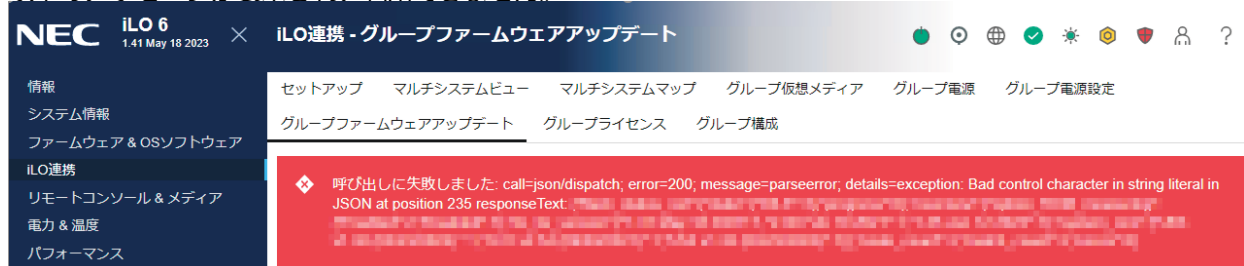 NEC iLO 6
1.41 May 18 2023
iLO連携 - グループファームウェアアップデート
情報
システム情報
ファームウェア & OSソフトウェア
iLO連携
リモートコンソール & メディア
電力 & 温度
パフォーマンス
セットアップ マルチシステムビュー マルチシステムマップ グループ仮想メディア グループ電源 グループ電源設定
グループファームウェアアップデート グループライセンス グループ構成
呼び出しに失敗しました: call=json/dispatch; error=200; message=parseerror; details=exception: Bad control character in string literal in
JSON at position 235 responseText: